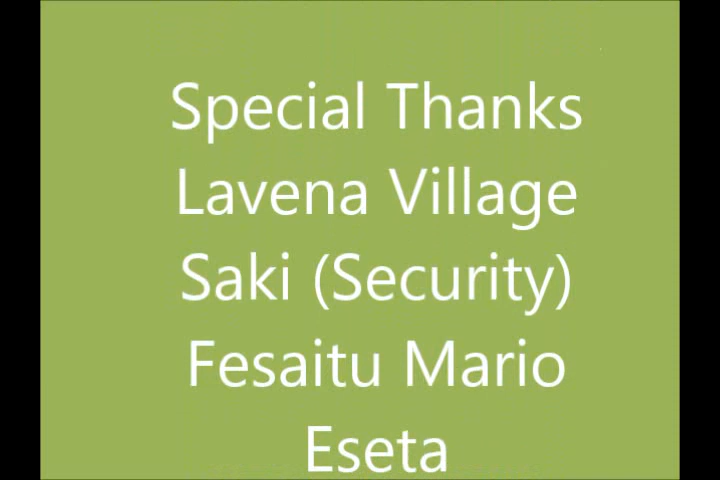 Special Thanks
Lavena Village
Saki (Security)
Fesaitu Mario
Eseta